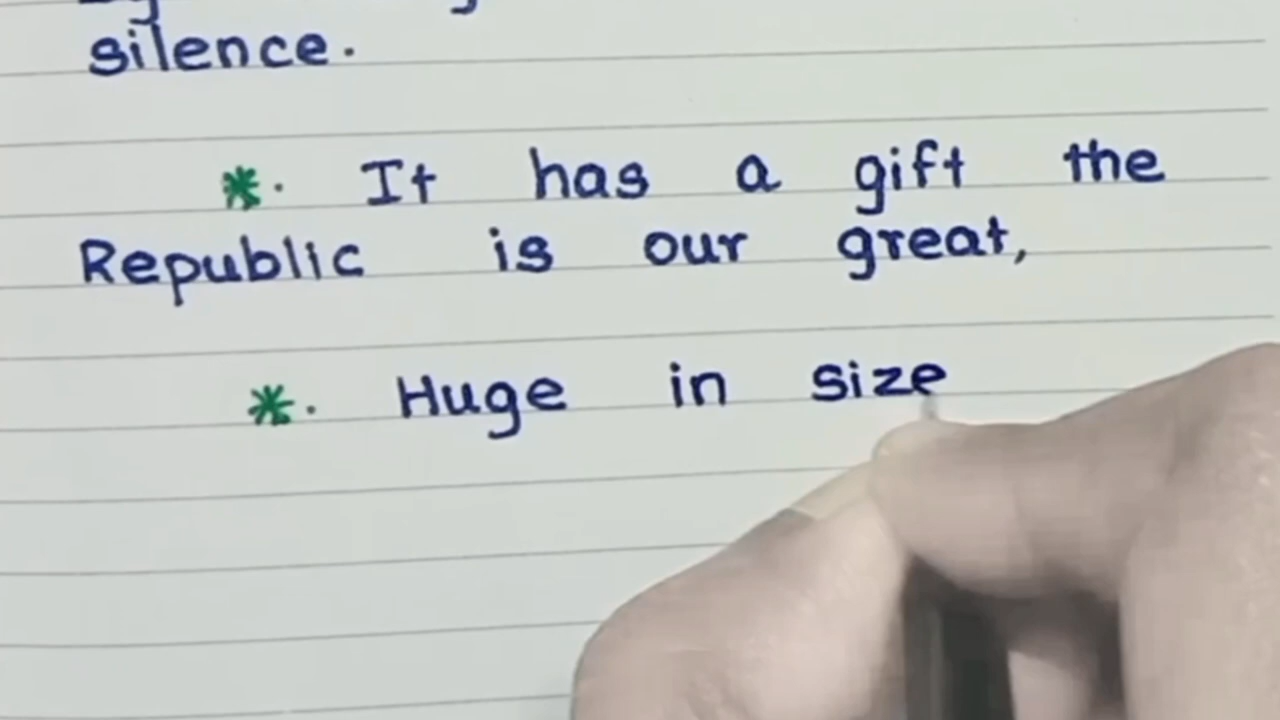 silence.
*. It has a gift the
Republic is our great,
*. Huge in size